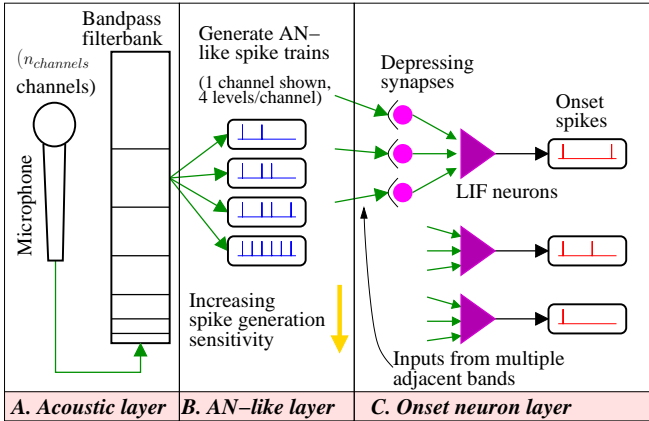 Bandpass
filterbank
(n_channels
channels)
Microphone
Generate AN–
like spike trains
(1 channel shown,
4 levels/channel)
Increasing
spike generation
sensitivity
Depressing
synapses
Onset
spikes
LIF neurons
Inputs from multiple
adjacent bands
A. Acoustic layer
B. AN–like layer
C. Onset neuron layer